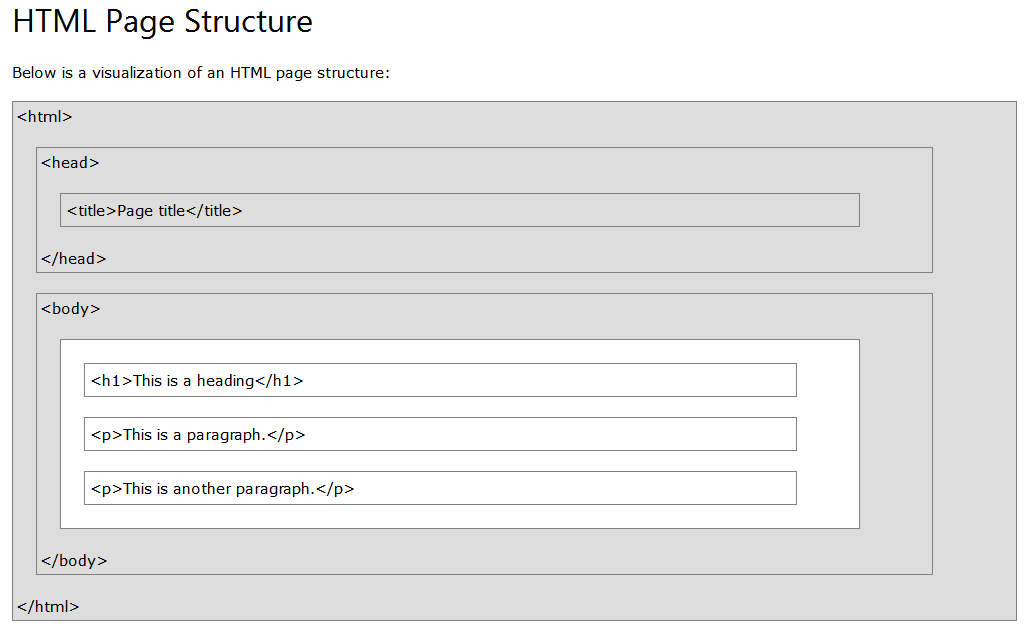 HTML Page Structure
Below is a visualization of an HTML page structure:
<html>
<head>
<title>Page title</title>
</head>
<body>
<h1>This is a heading</h1>
<p>This is a paragraph.</p>
<p>This is another paragraph.</p>
</body>
</html>